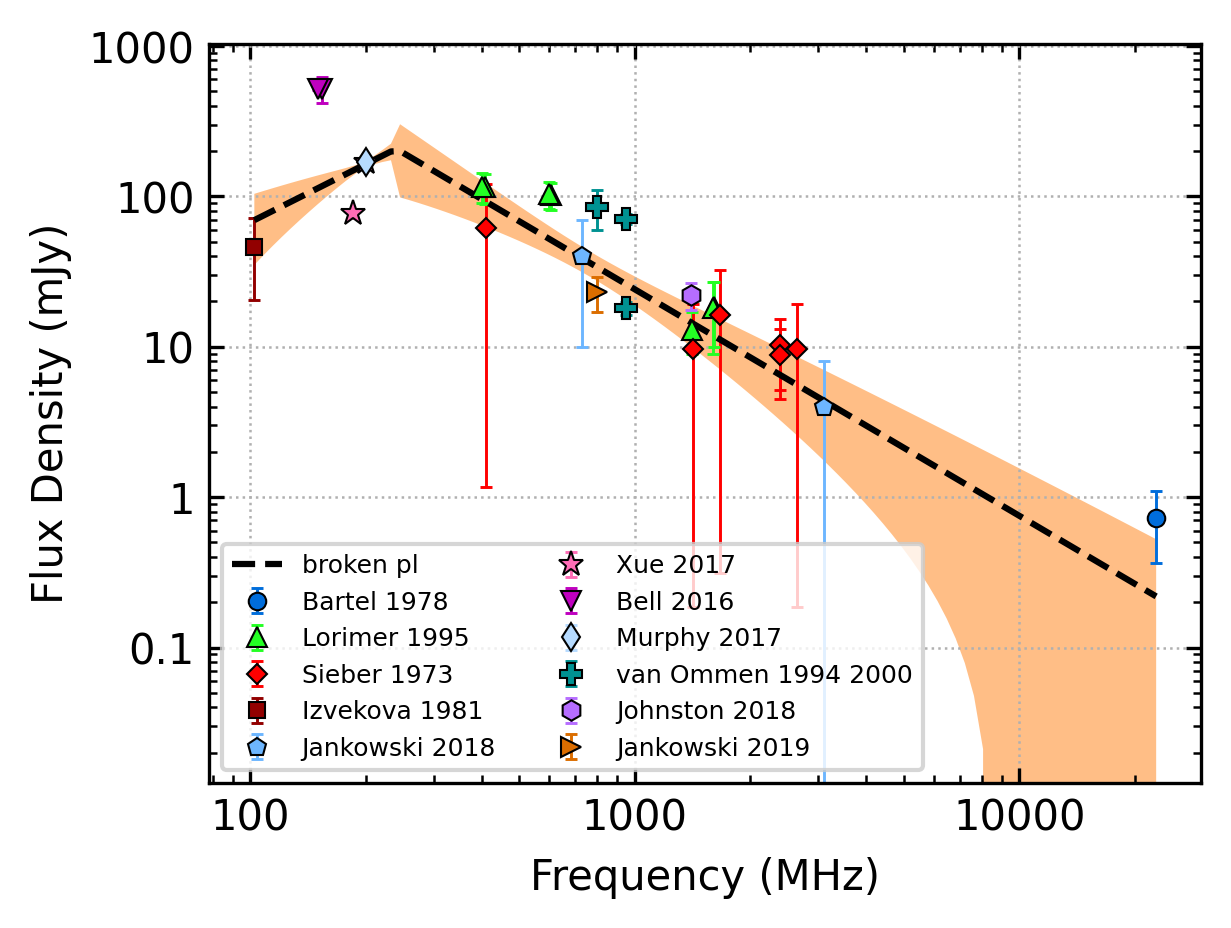 1000
100
10
1
0.1
Flux Density (mJy)
broken pl
Bartel 1978
Lorimer 1995
Sieber 1973
Izvekova 1981
Jankowski 2018
Xue 2017
Bell 2016
Murphy 2017
van Ommen 1994 2000
Johnston 2018
Jankowski 2019
100
1000
10000
Frequency (MHz)